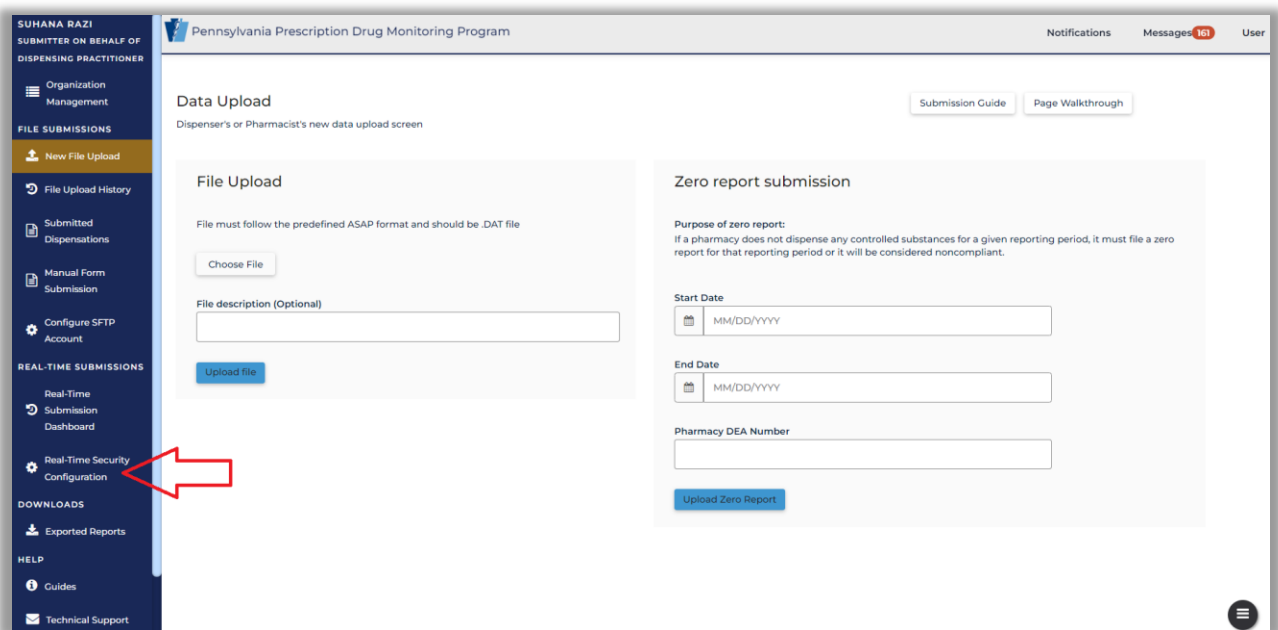 SUHANA RAZI
SUBMITTER ON BEHALF OF
DISPENSING PRACTITIONER
Organization
Management
FILE SUBMISSIONS
New File Upload
File Upload History
Submitted
Dispensations
Manual Form
Submission
Configure SFTP
Account
REAL-TIME SUBMISSIONS
Real-Time
Submission
Dashboard
Real-Time Security
Configuration
DOWNLOADS
Exported Reports
HELP
Guides
Technical Support
Pennsylvania Prescription Drug Monitoring Program
Notifications
Messages 161
User
Data Upload
Dispenser's or Pharmacist's new data upload screen
Submission Guide
Page Walkthrough
File Upload
File must follow the predefined ASAP format and should be .DAT file
Choose File
File description (Optional)
Upload file
Zero report submission
Purpose of zero report:
If a pharmacy does not dispense any controlled substances for a given reporting period, it must file a zero
report for that reporting period or it will be considered noncompliant.
Start Date
MM/DD/YYYY
End Date
MM/DD/YYYY
Pharmacy DEA Number
Upload Zero Report